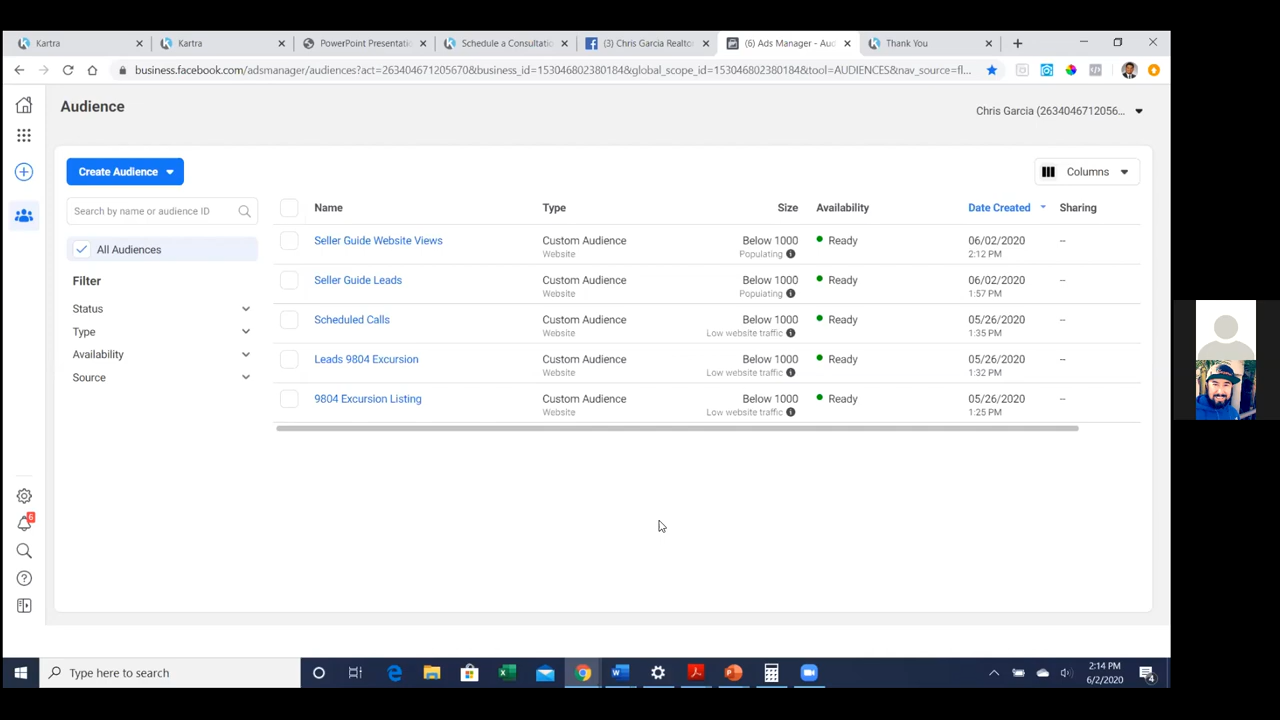 Kartra
Kartra
PowerPoint Presentatio
Schedule a Consultatio
(3) Chris Garcia Realto
(6) Ads Manager - Aud
Thank You
business.facebook.com/adsmanager/audiences?act=263404671205670&business_id=153046802380184&global_scope_id=153046802380184&tool=AUDIENCES&nav_source=fl...
Audience
Chris Garcia (2634046712056...
Create Audience
Columns
Search by name or audience ID
Name Type Size Availability Date Created Sharing
All Audiences
Seller Guide Website Views Custom Audience Below 1000 Ready 06/02/2020 --
Website Populating 2:12 PM
Filter
Seller Guide Leads Custom Audience Below 1000 Ready 06/02/2020 --
Website Populating 1:57 PM
Status
Scheduled Calls Custom Audience Below 1000 Ready 05/26/2020 --
Website Low website traffic 1:35 PM
Type
Availability
Leads 9804 Excursion Custom Audience Below 1000 Ready 05/26/2020 --
Website Low website traffic 1:32 PM
Source
9804 Excursion Listing Custom Audience Below 1000 Ready 05/26/2020 --
Website Low website traffic 1:25 PM
6
Type here to search
2:14 PM
6/2/2020
4